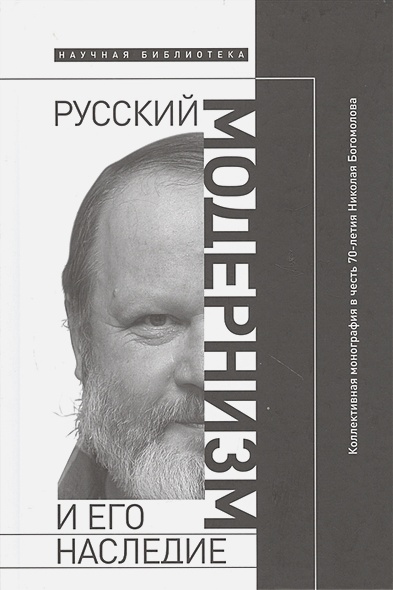 НАУЧНАЯ БИБЛИОТЕКА
РУССКИЙ
МОДЕРНИЗМ
И ЕГО
НАСЛЕДИЕ
Коллективная монография в честь 70-летия Николая Богомолова